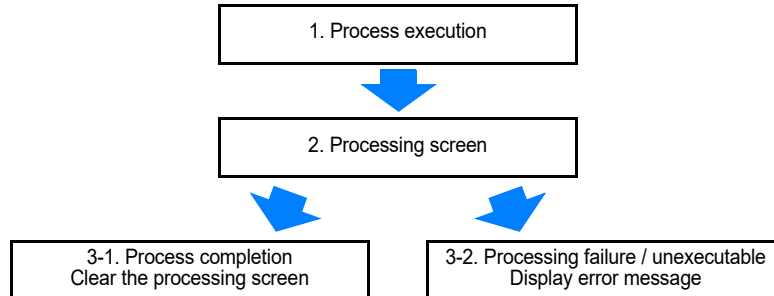 1. Process execution
2. Processing screen
3-1. Process completion
Clear the processing screen
3-2. Processing failure / unexecutable
Display error message